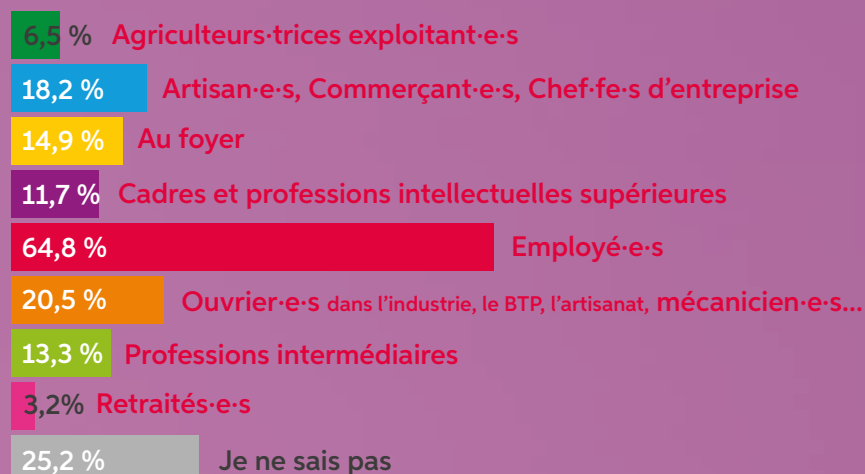 6,5 % Agriculteurs·trices exploitant·e·s
18,2 % Artisan·e·s, Commerçant·e·s, Chef·fe·s d’entreprise
14,9 % Au foyer
11,7 % Cadres et professions intellectuelles supérieures
64,8 % Employé·e·s
20,5 % Ouvrier·e·s dans l’industrie, le BTP, l’artisanat, mécanicien·e·s...
13,3 % Professions intermédiaires
3,2% Retraités·e·s
25,2 % Je ne sais pas